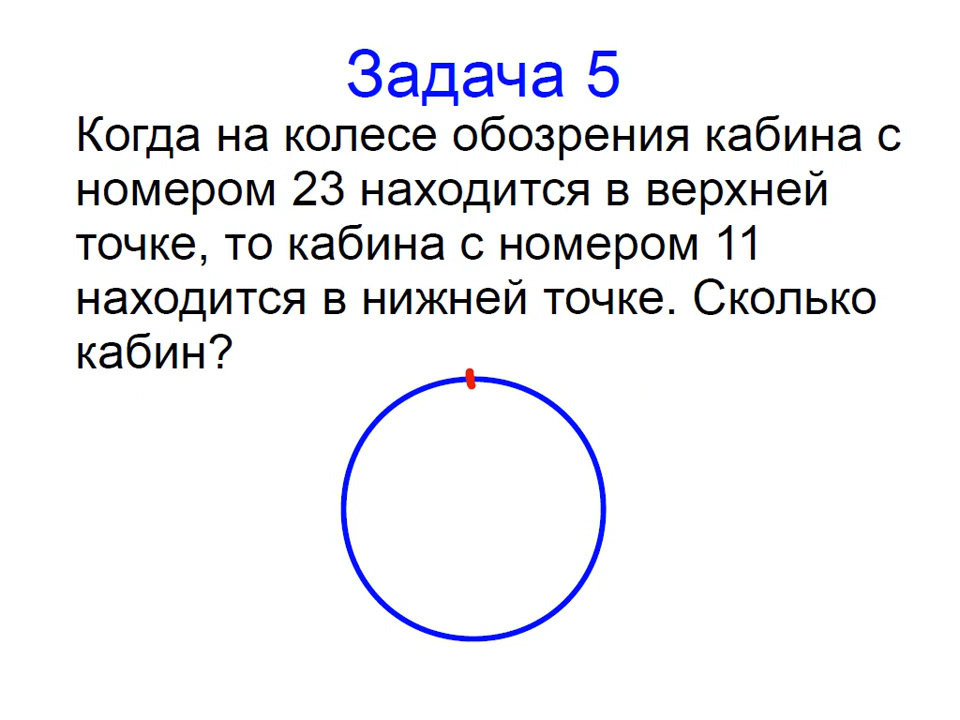 Задача 5
Когда на колесе обозрения кабина с
номером 23 находится в верхней
точке, то кабина с номером 11
находится в нижней точке. Сколько
кабин?